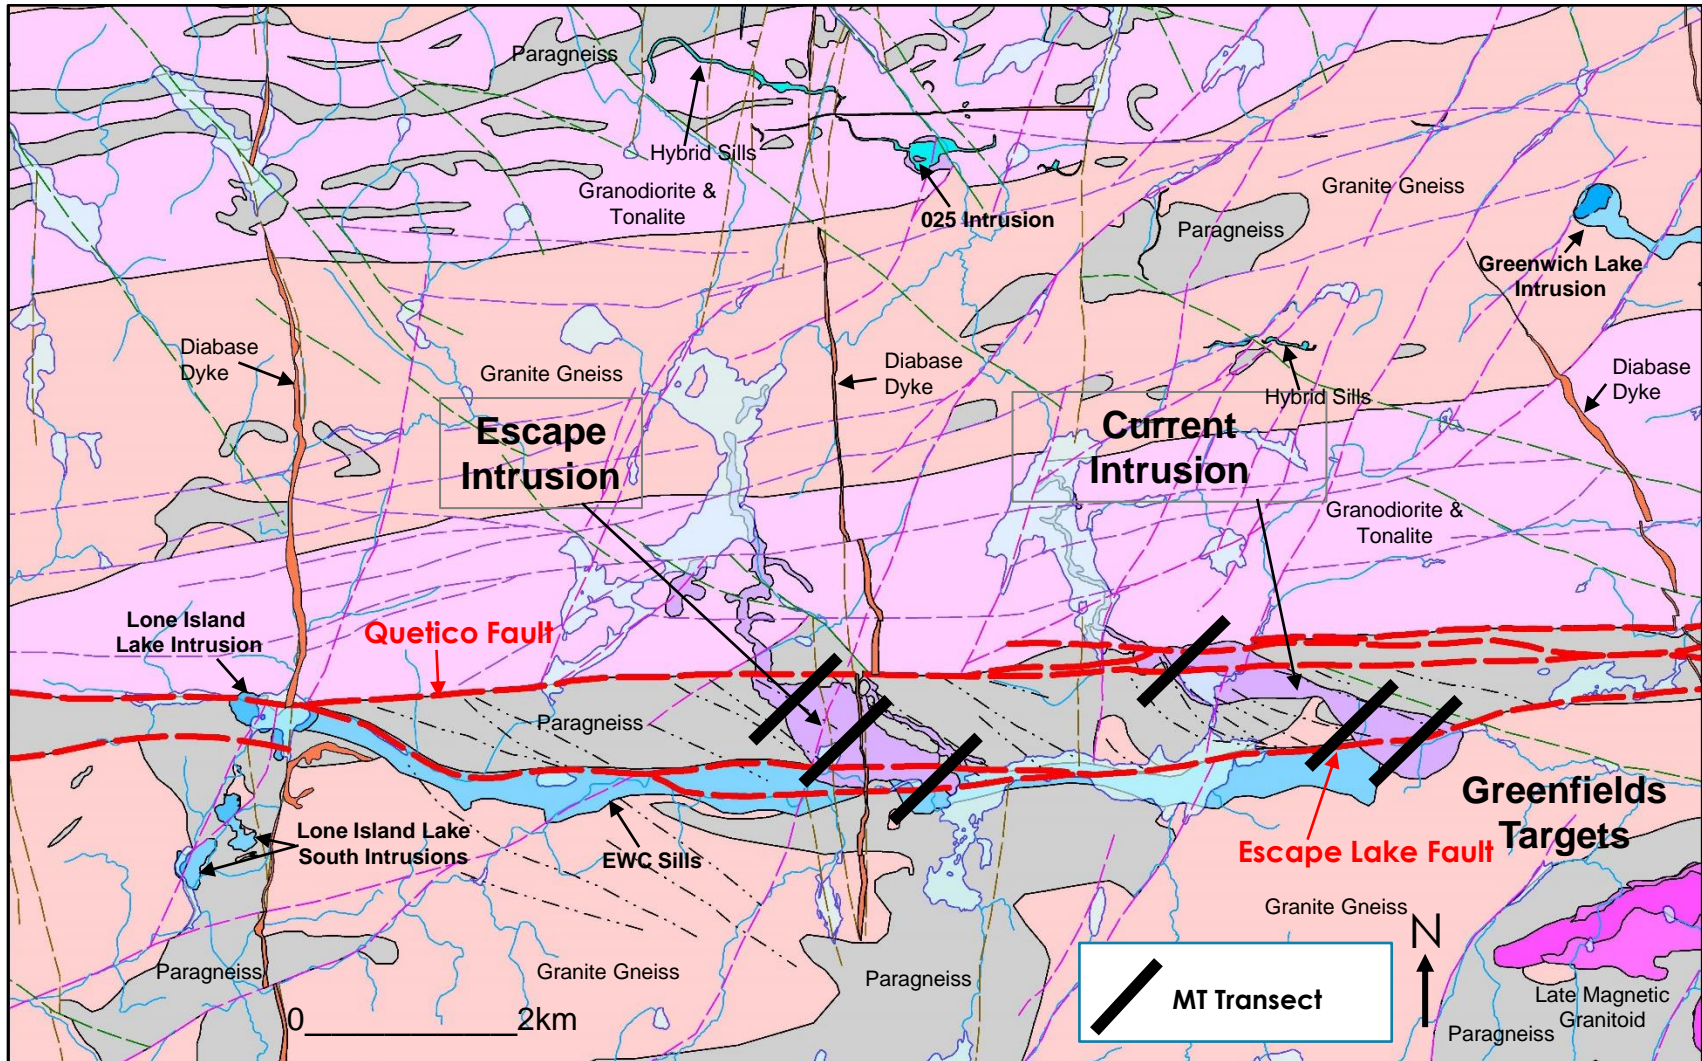 Paragneiss
Hybrid Sills
Granodiorite &
Tonalite
025 Intrusion
Granite Gneiss
Paragneiss
Greenwich Lake
Intrusion
Diabase
Dyke
Granite Gneiss
Diabase
Dyke
Hybrid Sills
Diabase
Dyke
Escape
Intrusion
Current
Intrusion
Granodiorite &
Tonalite
Lone Island
Lake Intrusion
Quetico Fault
Paragneiss
Lone Island Lake
South Intrusions
EWC Sills
Greenfields
Targets
Escape Lake Fault
Granite Gneiss
N
Paragneiss
Granite Gneiss
Paragneiss
MT Transect
Late Magnetic
Granitoid
Paragneiss
0____________2km